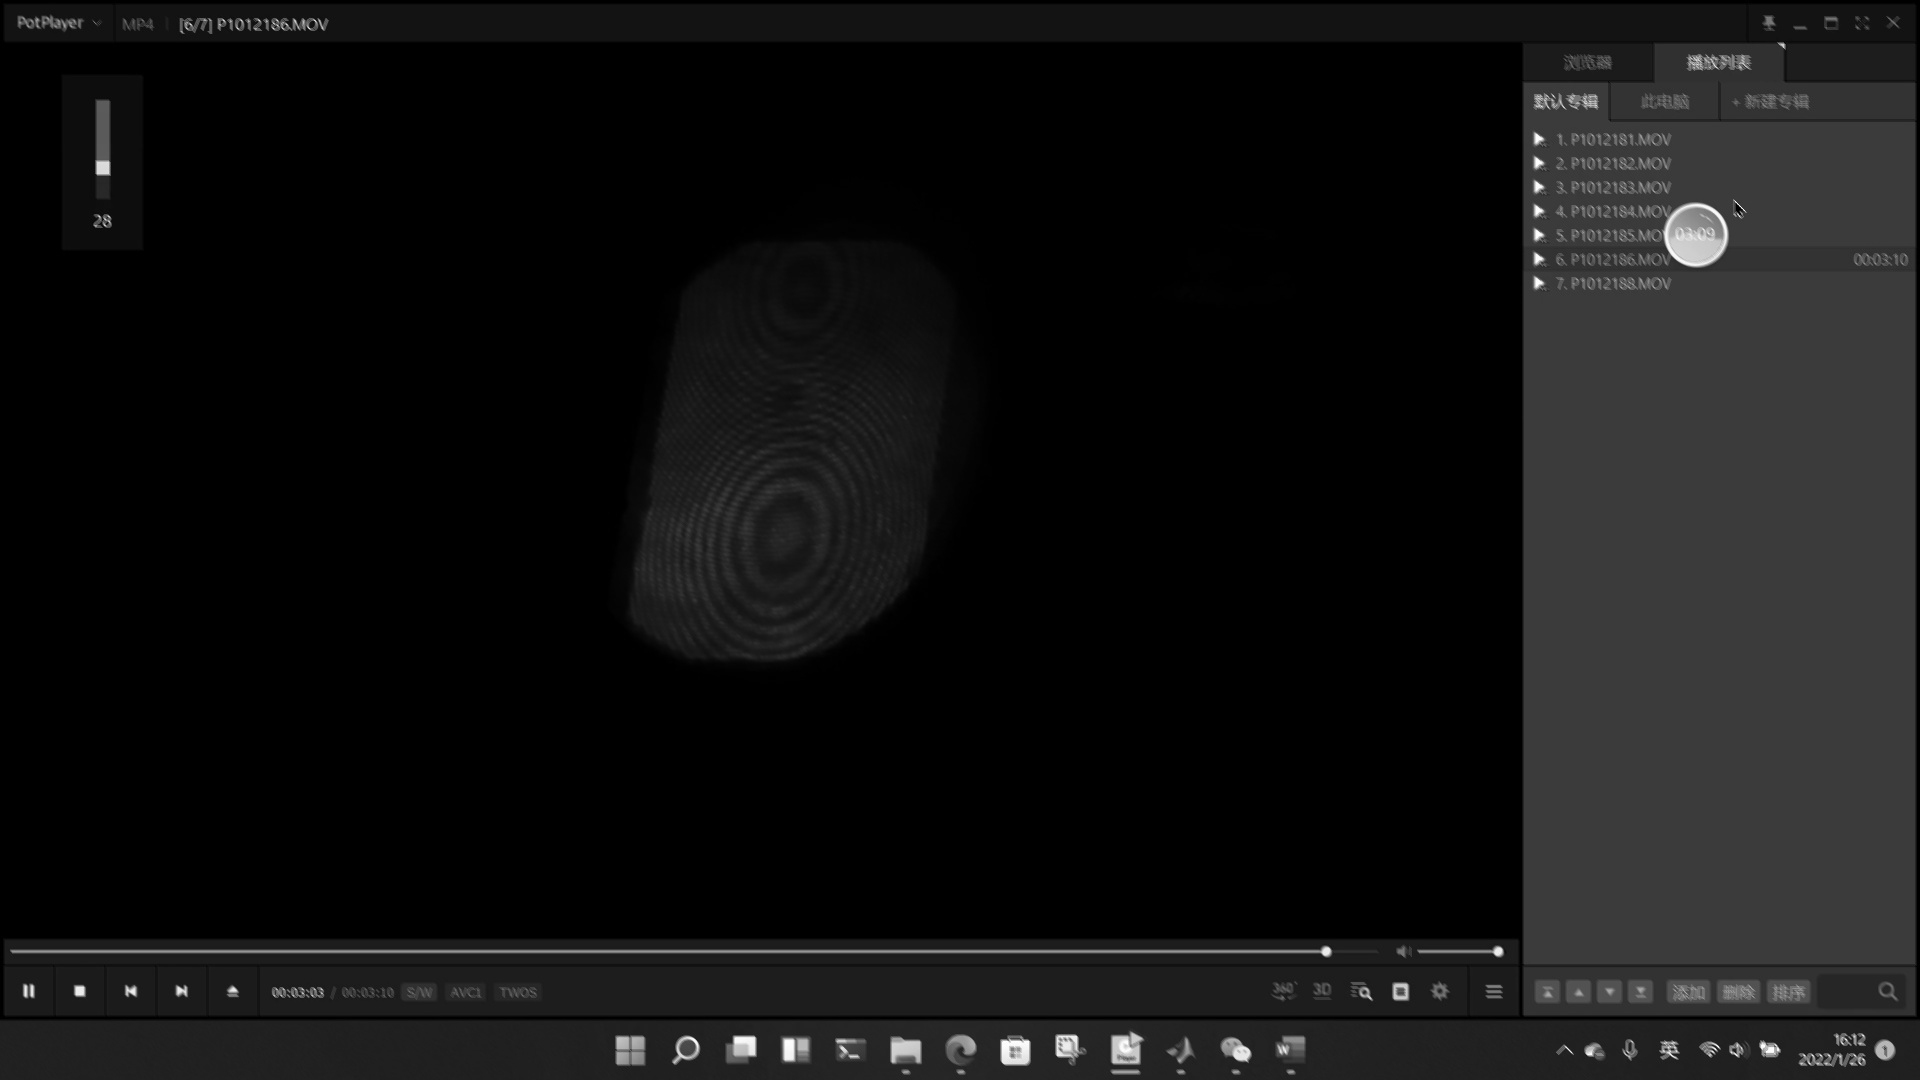 PotPlayer MP4 [6/7] P1012186.MOV
浏览器 播放列表
默认专辑 此电脑 + 新建专辑
28
1. P1012181.MOV
2. P1012182.MOV
3. P1012183.MOV
4. P1012184.MOV
5. P1012185.MO
03:09
6. P1012186.MOV 00:03:10
7. P1012188.MOV
00:03:03 / 00:03:10 S/W AVC1 TWOS
360° 3D
添加 删除 排序
Player
W
英
16:12
2022/1/26
1